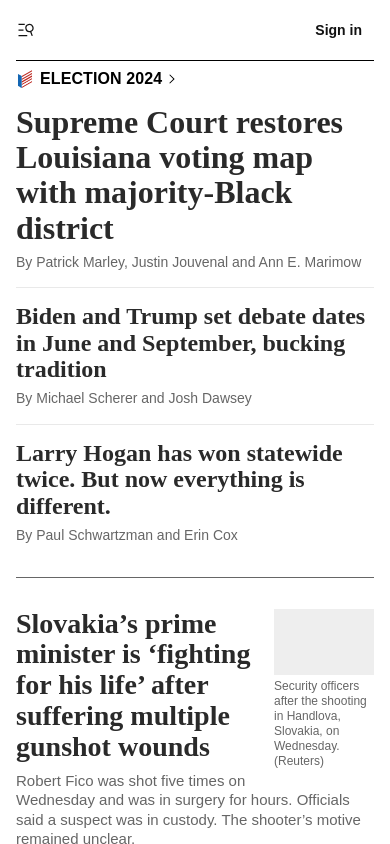 Sign in
ELECTION 2024
Supreme Court restores
Louisiana voting map
with majority-Black
district
By Patrick Marley, Justin Jouvenal and Ann E. Marimow
Biden and Trump set debate dates
in June and September, bucking
tradition
By Michael Scherer and Josh Dawsey
Larry Hogan has won statewide
twice. But now everything is
different.
By Paul Schwartzman and Erin Cox
Slovakia’s prime
minister is ‘fighting
for his life’ after
suffering multiple
gunshot wounds
Security officers
after the shooting
in Handlova,
Slovakia, on
Wednesday.
(Reuters)
Robert Fico was shot five times on
Wednesday and was in surgery for hours. Officials
said a suspect was in custody. The shooter’s motive
remained unclear.